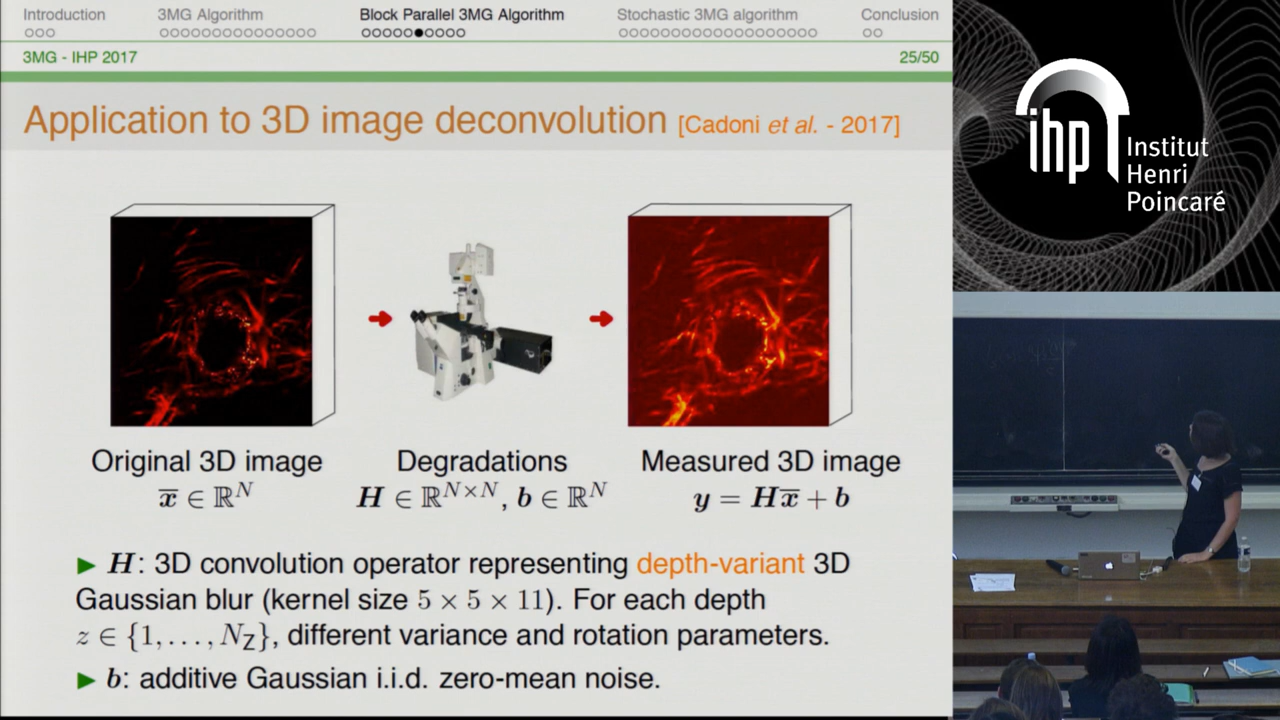 Introduction 3MG Algorithm Block Parallel 3MG Algorithm Stochastic 3MG algorithm Conclusion
3MG - IHP 2017 25/50
Application to 3D image deconvolution [Cadoni et al. - 2017]
Original 3D image
x̅ ∈ ℝᴺ
Degradations
H ∈ ℝᴺˣᴺ, b ∈ ℝᴺ
Measured 3D image
y = Hx̅ + b
► H: 3D convolution operator representing depth-variant 3D
Gaussian blur (kernel size 5 × 5 × 11). For each depth
z ∈ {1, . . . , N_Z}, different variance and rotation parameters.
► b: additive Gaussian i.i.d. zero-mean noise.
ihp Institut
Henri
Poincaré